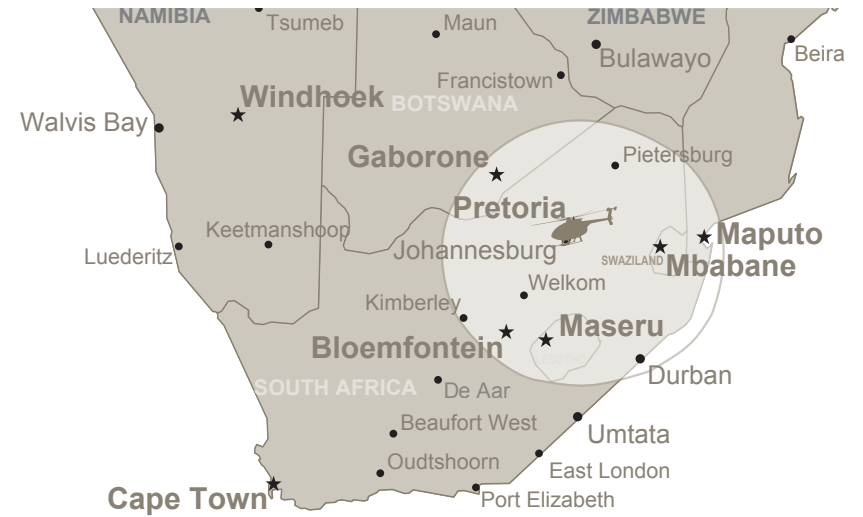 NAMIBIA
Tsumeb
Maun
ZIMBABWE
Bulawayo
Beira
Francistown
Windhoek
BOTSWANA
Walvis Bay
Gaborone
Pietersburg
Pretoria
Keetmanshoop
Johannesburg
Maputo
Luederitz
SWAZILAND
Mbabane
Welkom
Kimberley
Maseru
Bloemfontein
LESOTHO
Durban
SOUTH AFRICA
De Aar
Beaufort West
Umtata
Oudtshoorn
East London
Cape Town
Port Elizabeth